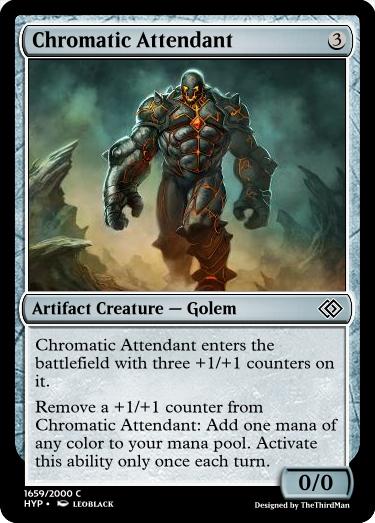 Chromatic Attendant 3
Artifact Creature — Golem
Chromatic Attendant enters the
battlefield with three +1/+1 counters on
it.
Remove a +1/+1 counter from
Chromatic Attendant: Add one mana of
any color to your mana pool. Activate
this ability only once each turn.
0/0
1659/2000 C
HYP • LEOBLACK
Designed by TheThirdMan